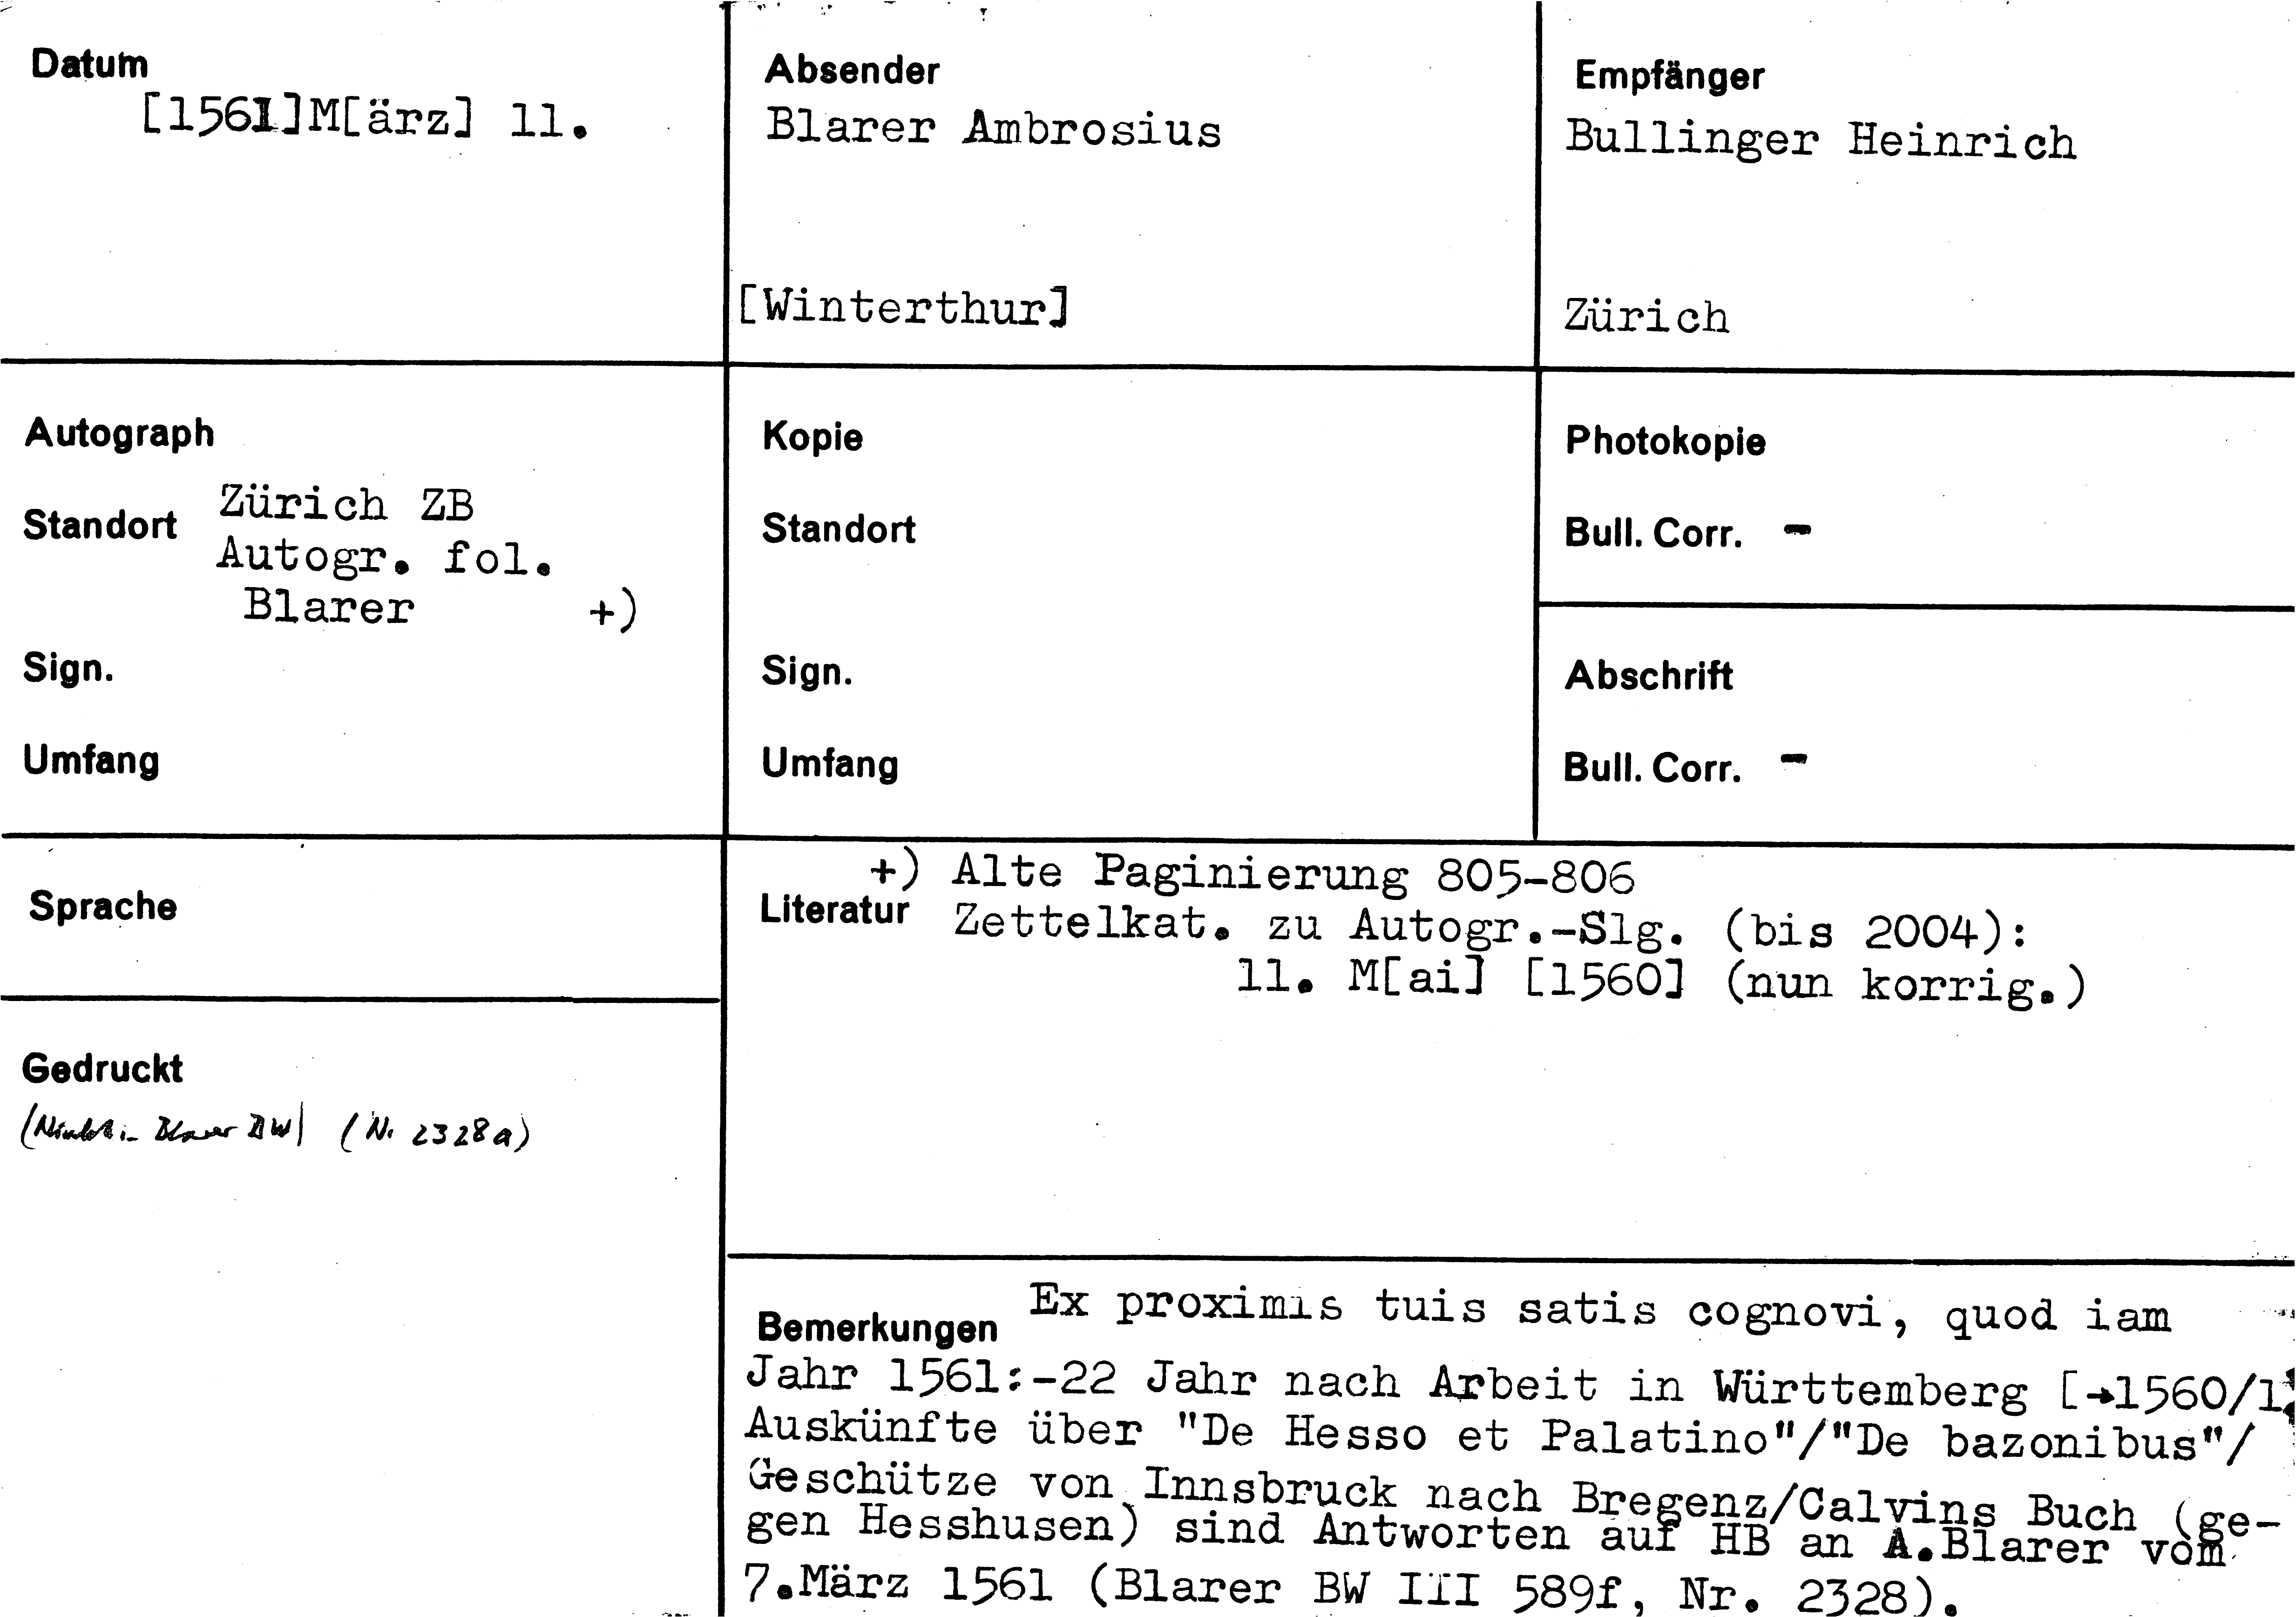 Datum
[1561]M[ärz] 11.
Absender
Blarer Ambrosius
[Winterthur]
Empfänger
Bullinger Heinrich
Zürich
Autograph
Standort Zürich ZB
Autogr. fol.
Blarer +)
Sign.
Umfang
Kopie
Standort
Sign.
Umfang
Photokopie
Bull. Corr. -
Abschrift
Bull. Corr. -
Sprache
Gedruckt
(Nicht in Blarer BW) (Nr 2328a)
+) Alte Paginierung 805-806
Literatur Zettelkat. zu Autogr.-Slg. (bis 2004):
11. M[ai] [1560] (nun korrig.)
Bemerkungen Ex proximis tuis satis cognovi, quod iam
Jahr 1561:-22 Jahr nach Arbeit in Württemberg [→1560/1
Auskünfte über "De Hesso et Palatino"/"De bazonibus"/
Geschütze von Innsbruck nach Bregenz/Calvins Buch (ge-
gen Hesshusen) sind Antworten auf HB an A.Blarer vom
7.März 1561 (Blarer BW III 589f, Nr. 2328).